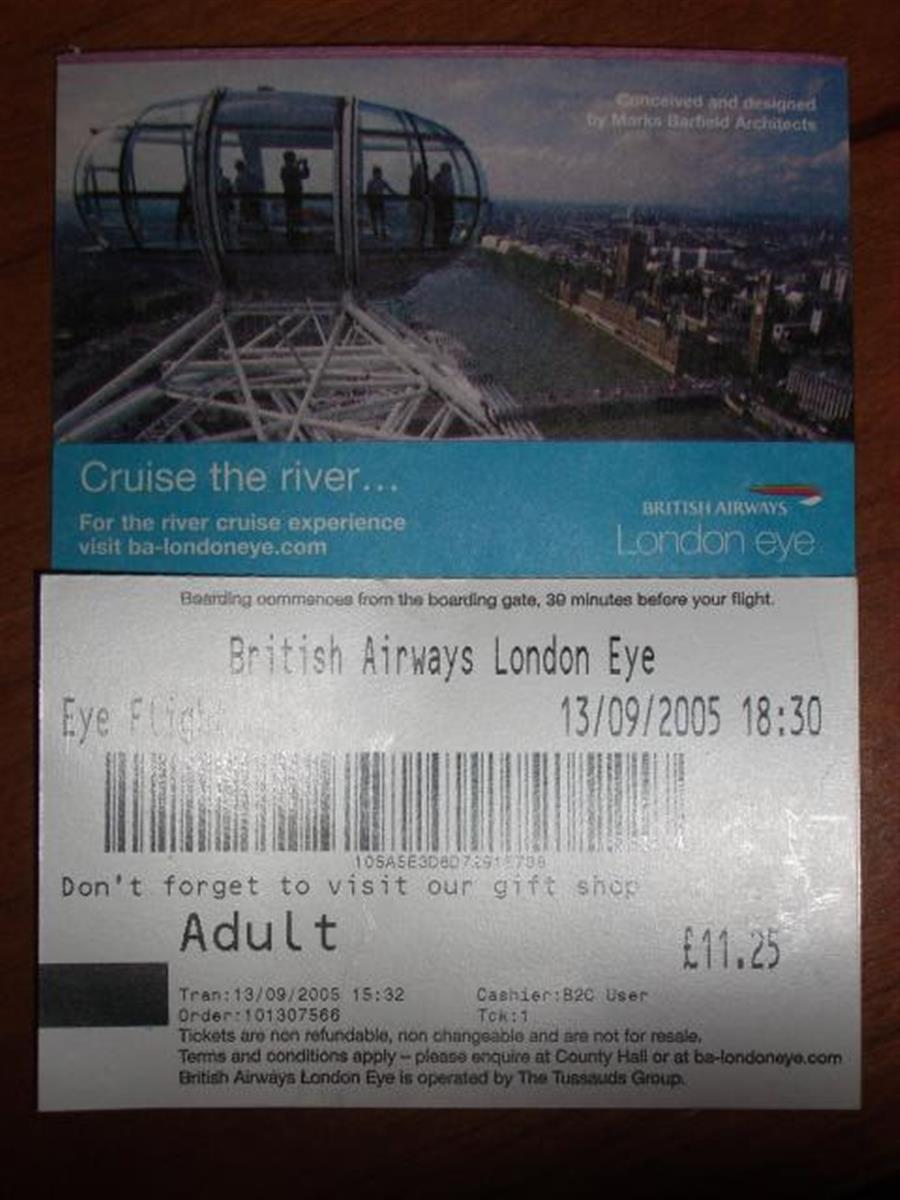 Conceived and designed
by Marks Barfield Architects
Cruise the river...
For the river cruise experience
visit ba-londoneye.com
BRITISH AIRWAYS
London eye
Boarding commences from the boarding gate, 30 minutes before your flight.
British Airways London Eye
Eye Flight
13/09/2005 18:30
Don't forget to visit our gift shop
Adult
£11.25
Tran:13/09/2005 15:32 Cashier:B2C User
Order:101307566 Tck:1
Tickets are non refundable, non changeable and are not for resale.
Terms and conditions apply – please enquire at County Hall or at ba-londoneye.com
British Airways London Eye is operated by The Tussauds Group.